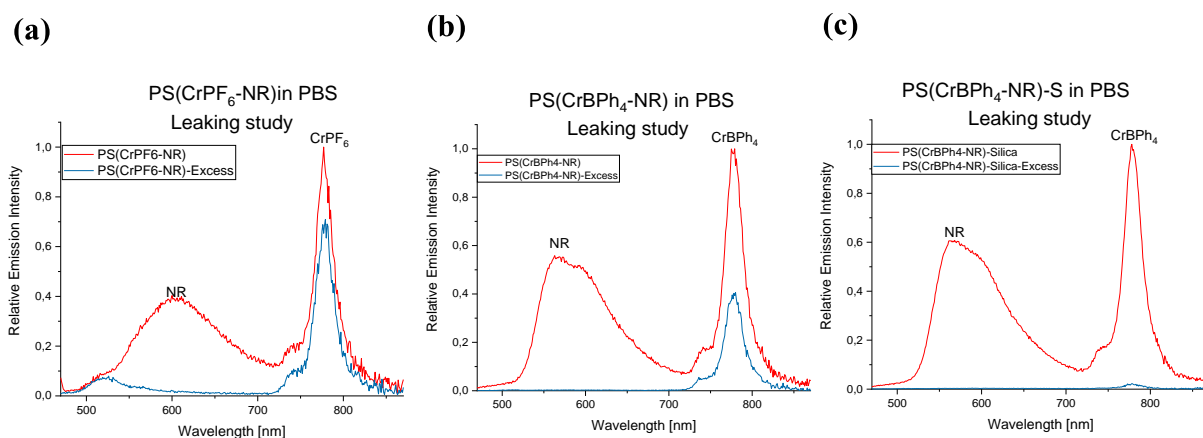 (a)
PS(CrPF₆-NR)in PBS
Leaking study
CrPF₆
PS(CrPF6-NR)
PS(CrPF6-NR)-Excess
NR
Relative Emission Intensity
1,0
0,8
0,6
0,4
0,2
0,0
500 600 700 800
Wavelength [nm]
(b)
PS(CrBPh₄-NR) in PBS
Leaking study
CrBPh₄
PS(CrBPh4-NR)
PS(CrBPh4-NR)-Excess
NR
Relative Emission Intensity
1,0
0,8
0,6
0,4
0,2
0,0
500 600 700 800
Wavelength [nm]
(c)
PS(CrBPh₄-NR)-S in PBS
Leaking study
CrBPh₄
PS(CrBPh4-NR)-Silica
PS(CrBPh4-NR)-Silica-Excess
NR
Relative Emission Intensity
1,0
0,8
0,6
0,4
0,2
0,0
500 600 700 800
Wavelength [nm]